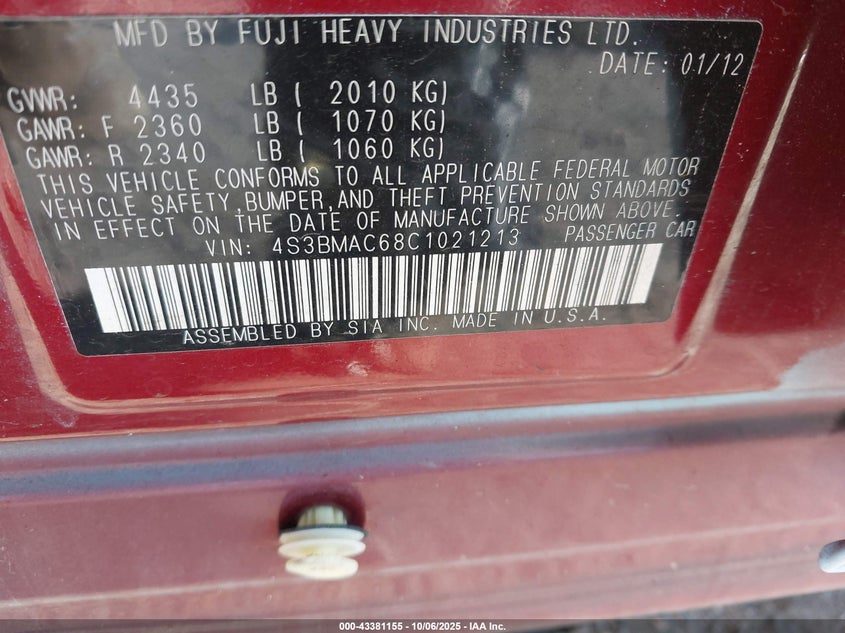 MFD BY FUJI HEAVY INDUSTRIES LTD.
DATE: 01/12
GVWR: 4435 LB ( 2010 KG)
GAWR: F 2360 LB ( 1070 KG)
GAWR: R 2340 LB ( 1060 KG)
THIS VEHICLE CONFORMS TO ALL APPLICABLE FEDERAL MOTOR
VEHICLE SAFETY, BUMPER, AND THEFT PREVENTION STANDARDS
IN EFFECT ON THE DATE OF MANUFACTURE SHOWN ABOVE.
VIN: 4S3BMAC68C1021213 PASSENGER CAR
ASSEMBLED BY SIA INC. MADE IN U.S.A.
000-43381155 - 10/06/2025 - IAA Inc.